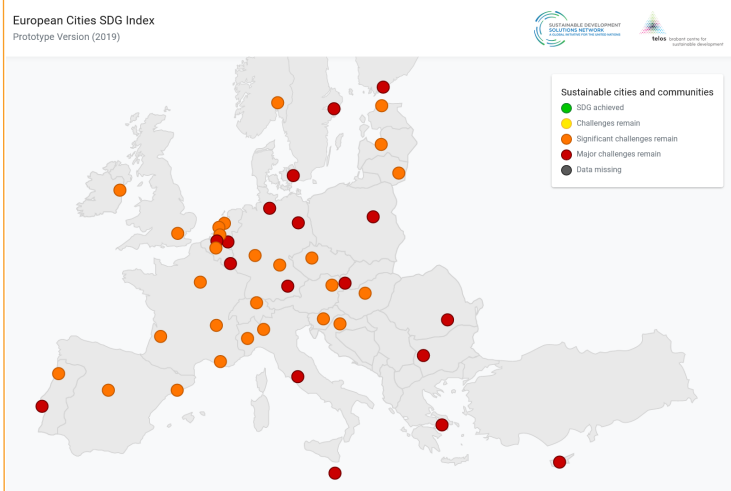 European Cities SDG Index
Prototype Version (2019)
SUSTAINABLE DEVELOPMENT
SOLUTIONS NETWORK
A GLOBAL INITIATIVE FOR THE UNITED NATIONS
telos brabant centre for
sustainable development
Sustainable cities and communities
SDG achieved
Challenges remain
Significant challenges remain
Major challenges remain
Data missing